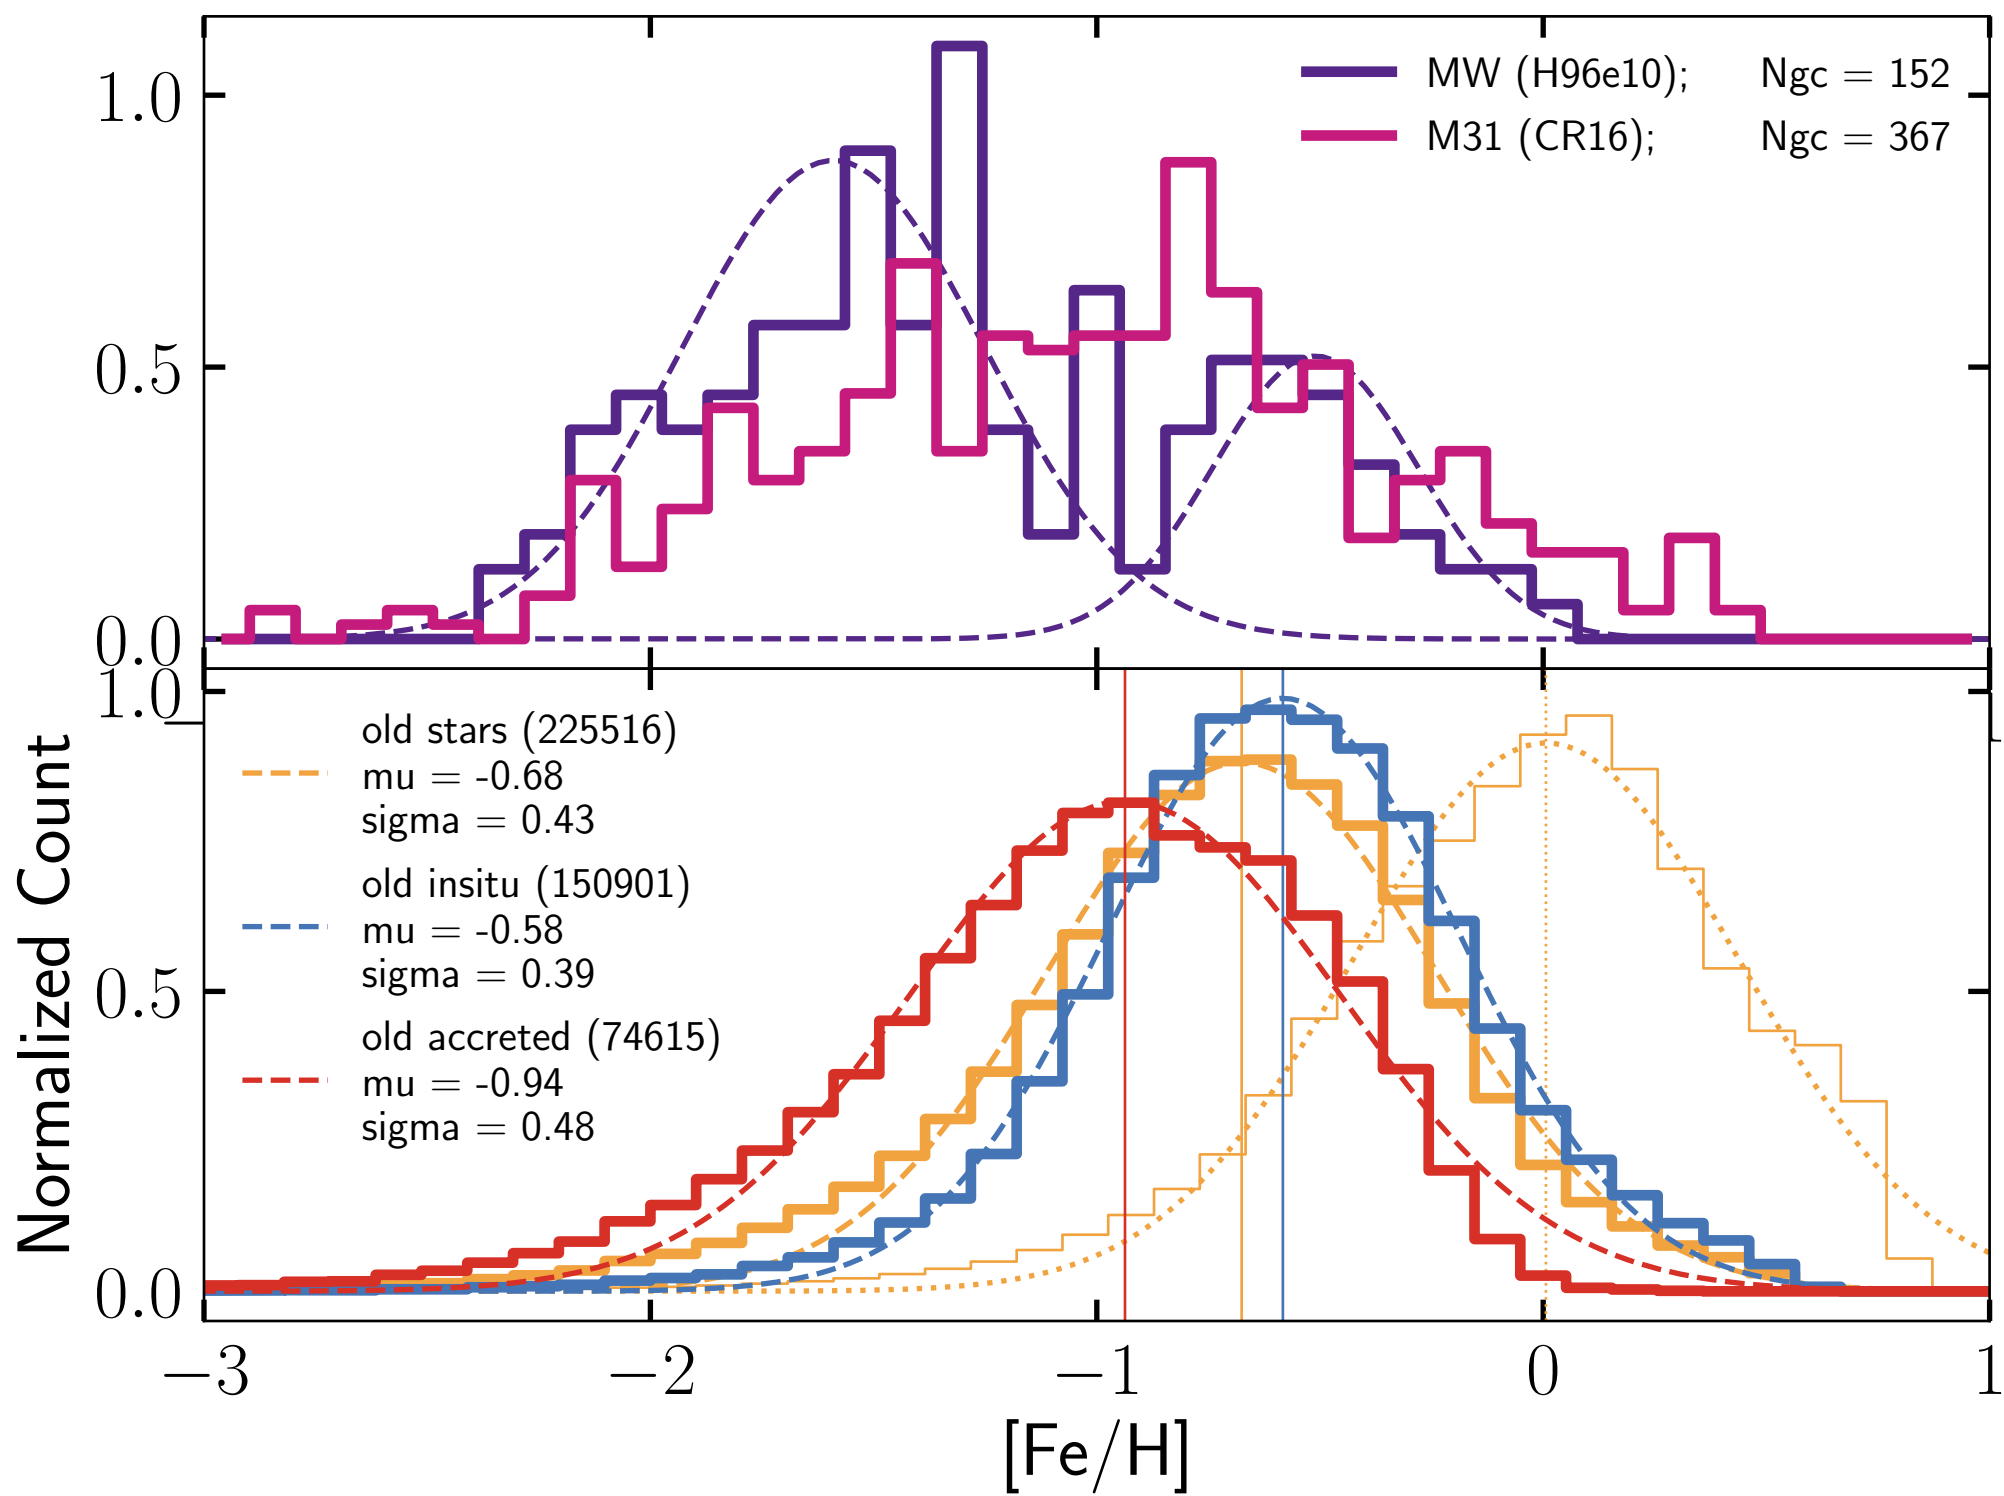 1.0
0.5
0.0
MW (H96e10); Ngc = 152
M31 (CR16); Ngc = 367
Normalized Count
1.0
0.5
0.0
old stars (225516)
mu = -0.68
sigma = 0.43
old insitu (150901)
mu = -0.58
sigma = 0.39
old accreted (74615)
mu = -0.94
sigma = 0.48
−3 −2 −1 0 1
[Fe/H]